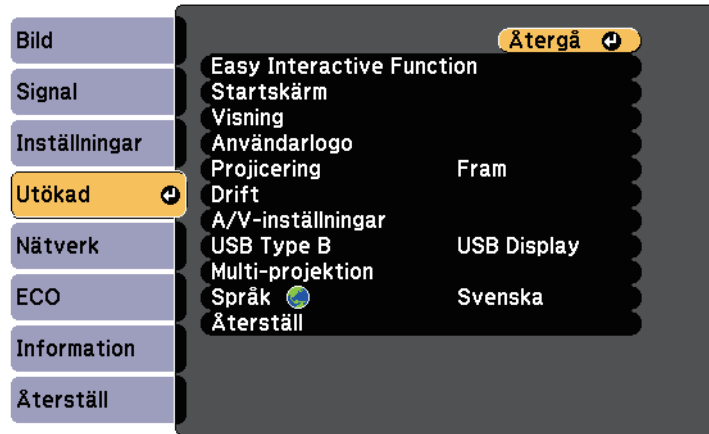 Bild
Signal
Inställningar
Utökad
Nätverk
ECO
Information
Återställ
Återgå
Easy Interactive Function
Startskärm
Visning
Användarlogo
Projicering Fram
Drift
A/V-inställningar
USB Type B USB Display
Multi-projektion
Språk Svenska
Återställ